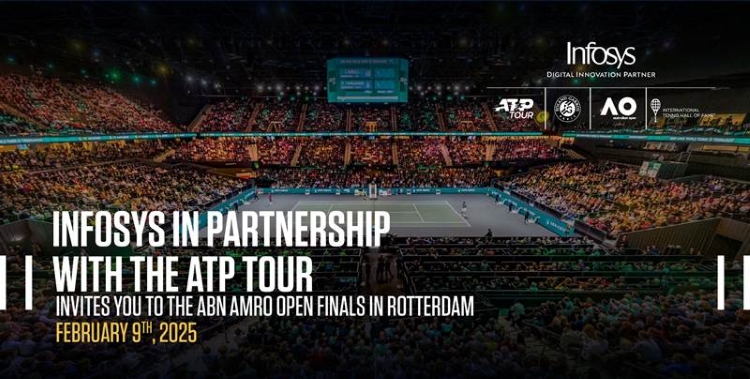 Infosys
DIGITAL INNOVATION PARTNER
ATP TOUR
AO
INTERNATIONAL
TENNIS HALL OF FAME
INFOSYS IN PARTNERSHIP
WITH THE ATP TOUR
INVITES YOU TO THE ABN AMRO OPEN FINALS IN ROTTERDAM
FEBRUARY 9TH, 2025